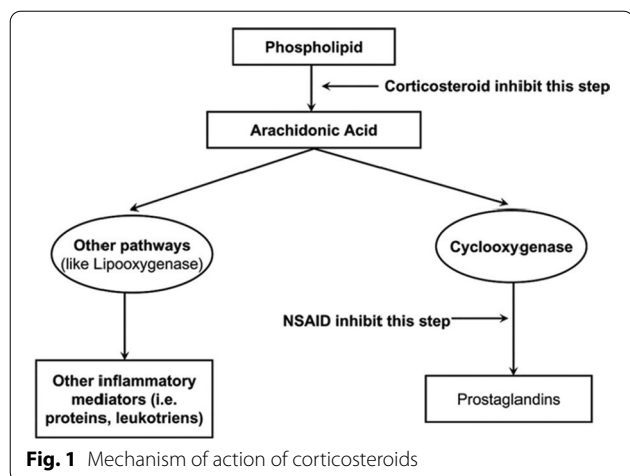 Phospholipid
Corticosteroid inhibit this step
Arachidonic Acid
Other pathways
(like Lipooxygenase)
Cyclooxygenase
NSAID inhibit this step
Other inflammatory
mediators (i.e.
proteins, leukotriens)
Prostaglandins
Fig. 1 Mechanism of action of corticosteroids